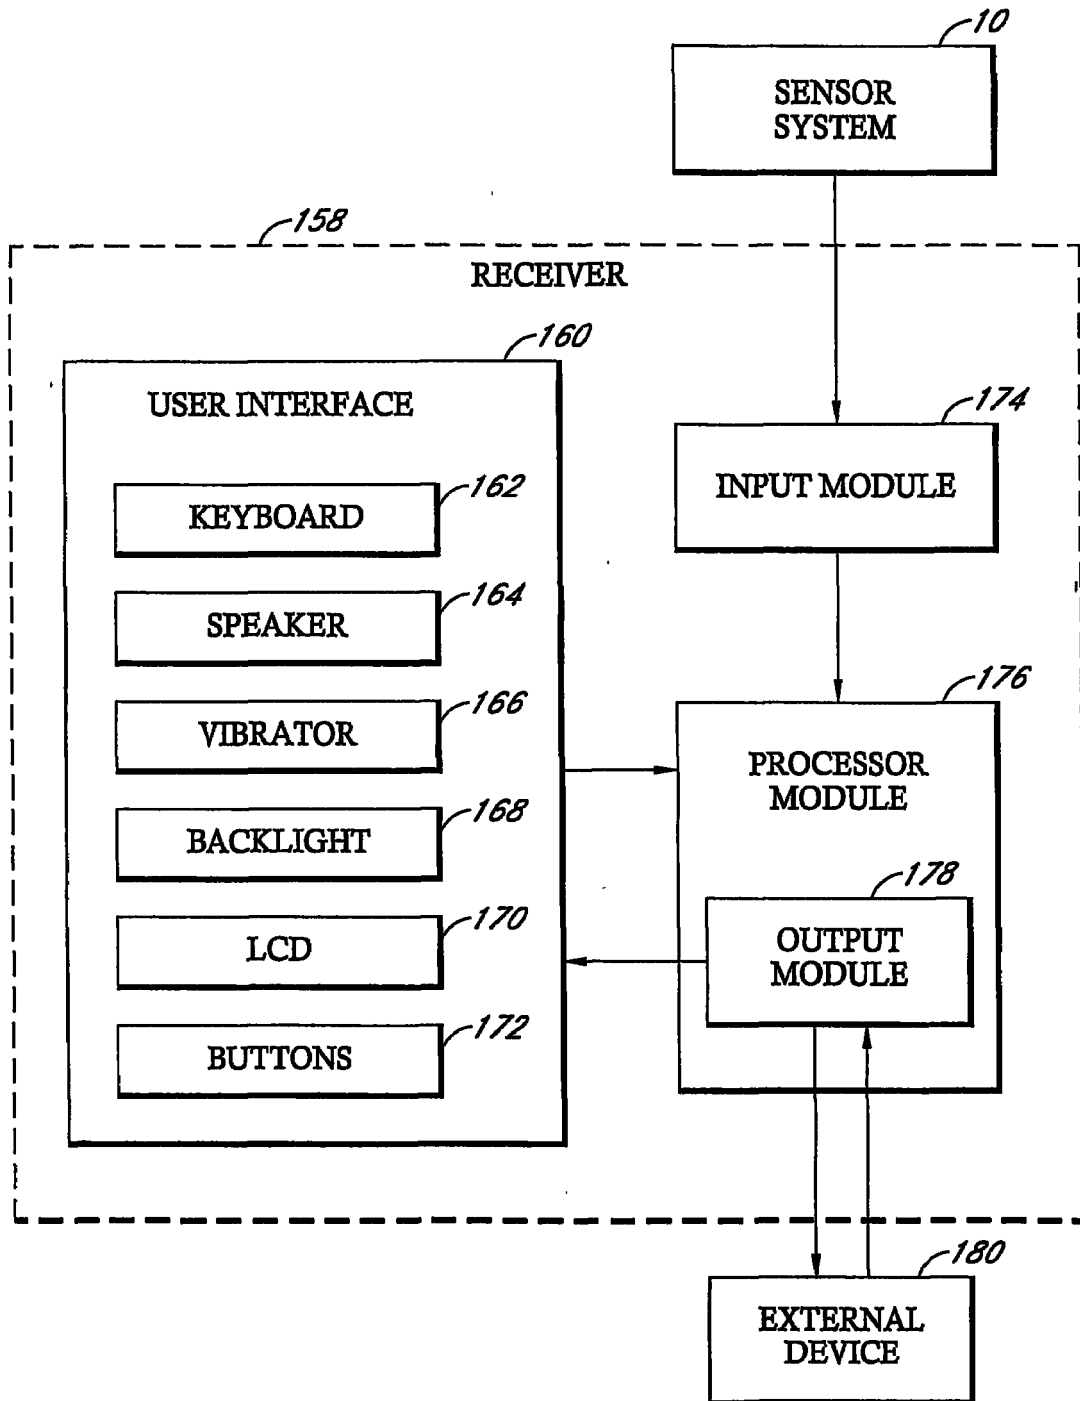 10
SENSOR
SYSTEM
158
RECEIVER
160
USER INTERFACE
174
INPUT MODULE
162
KEYBOARD
164
SPEAKER
166
VIBRATOR
176
PROCESSOR
MODULE
168
BACKLIGHT
178
OUTPUT
MODULE
170
LCD
172
BUTTONS
180
EXTERNAL
DEVICE